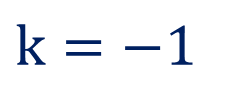 k = −1